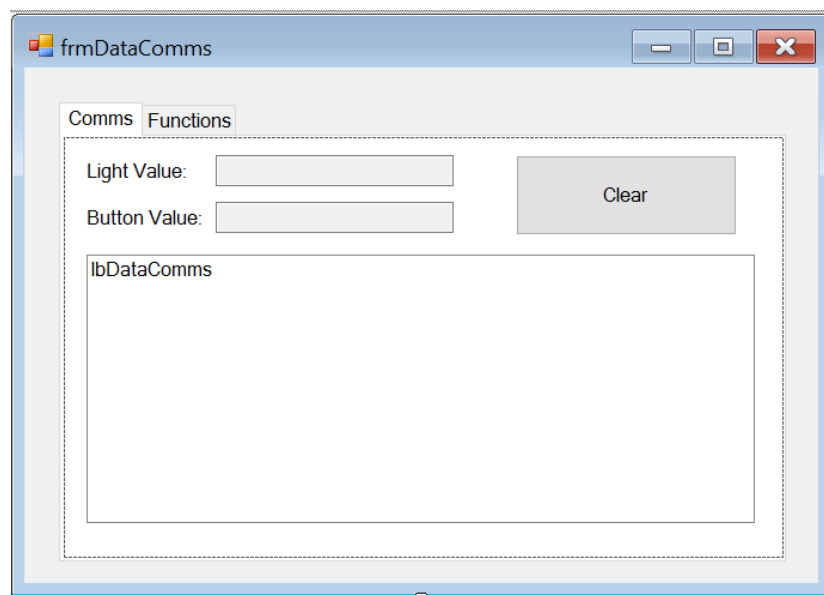 frmDataComms
Comms Functions
Light Value:
Clear
Button Value:
lbDataComms